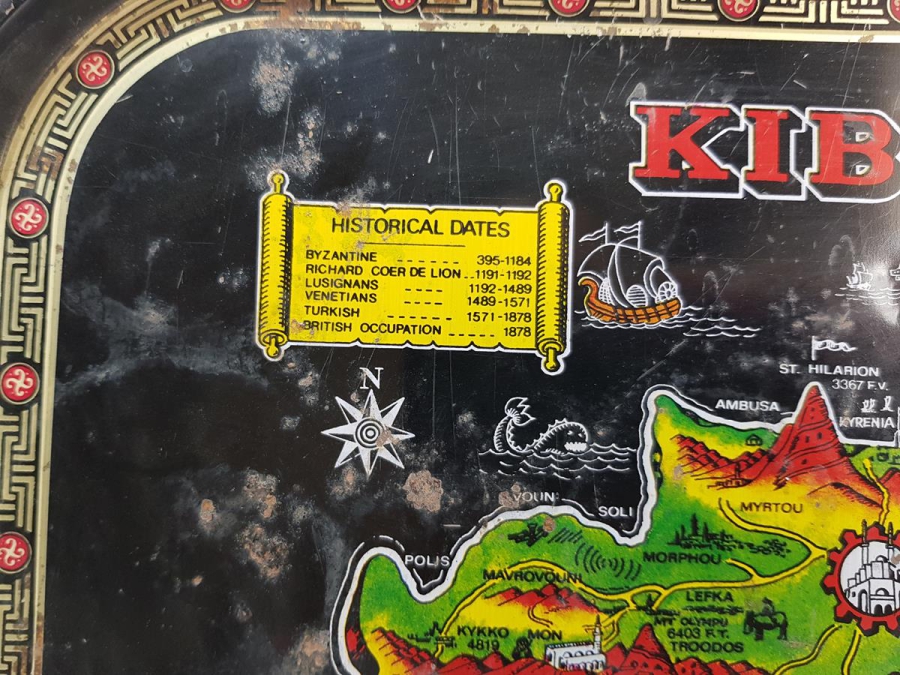 KIB
HISTORICAL DATES
BYZANTINE ------ 395-1184
RICHARD COER DE LION..1191-1192
LUSIGNANS ----- 1192-1489
VENETIANS ----- 1489-1571
TURKISH ----- 1571-1878
BRITISH OCCUPATION ---- 1878
N
ST. HILARION
3367 F.V.
AMBUSA
KYRENIA
VOUNI
SOLI
MYRTOU
POLIS
MORPHOU
MAVROVOUNI
LEFKA
MT OLYMPU
6403 F.T.
TROODOS
KYKKO MON
4819